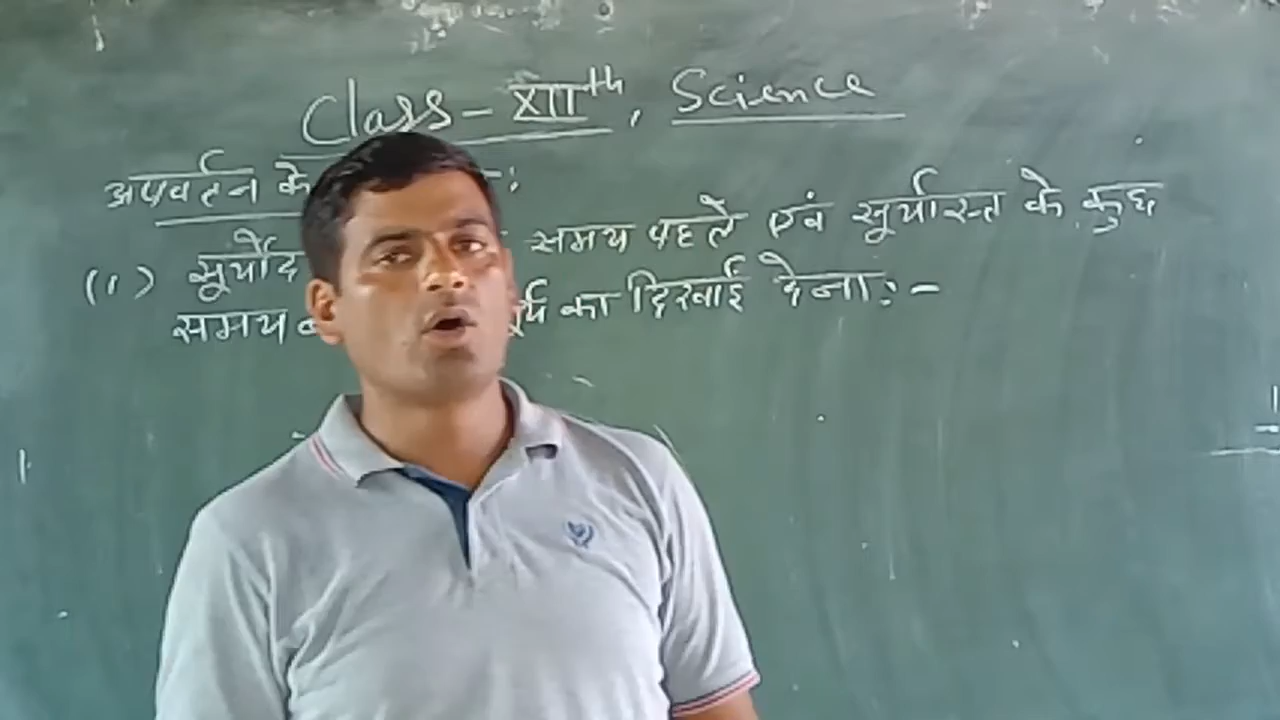 Class - XIIth, Science
अपवर्तन के -:
(1) सूर्योद समय पहले एवं सूर्यास्त के कुछ
समय का दिखाई देना :-